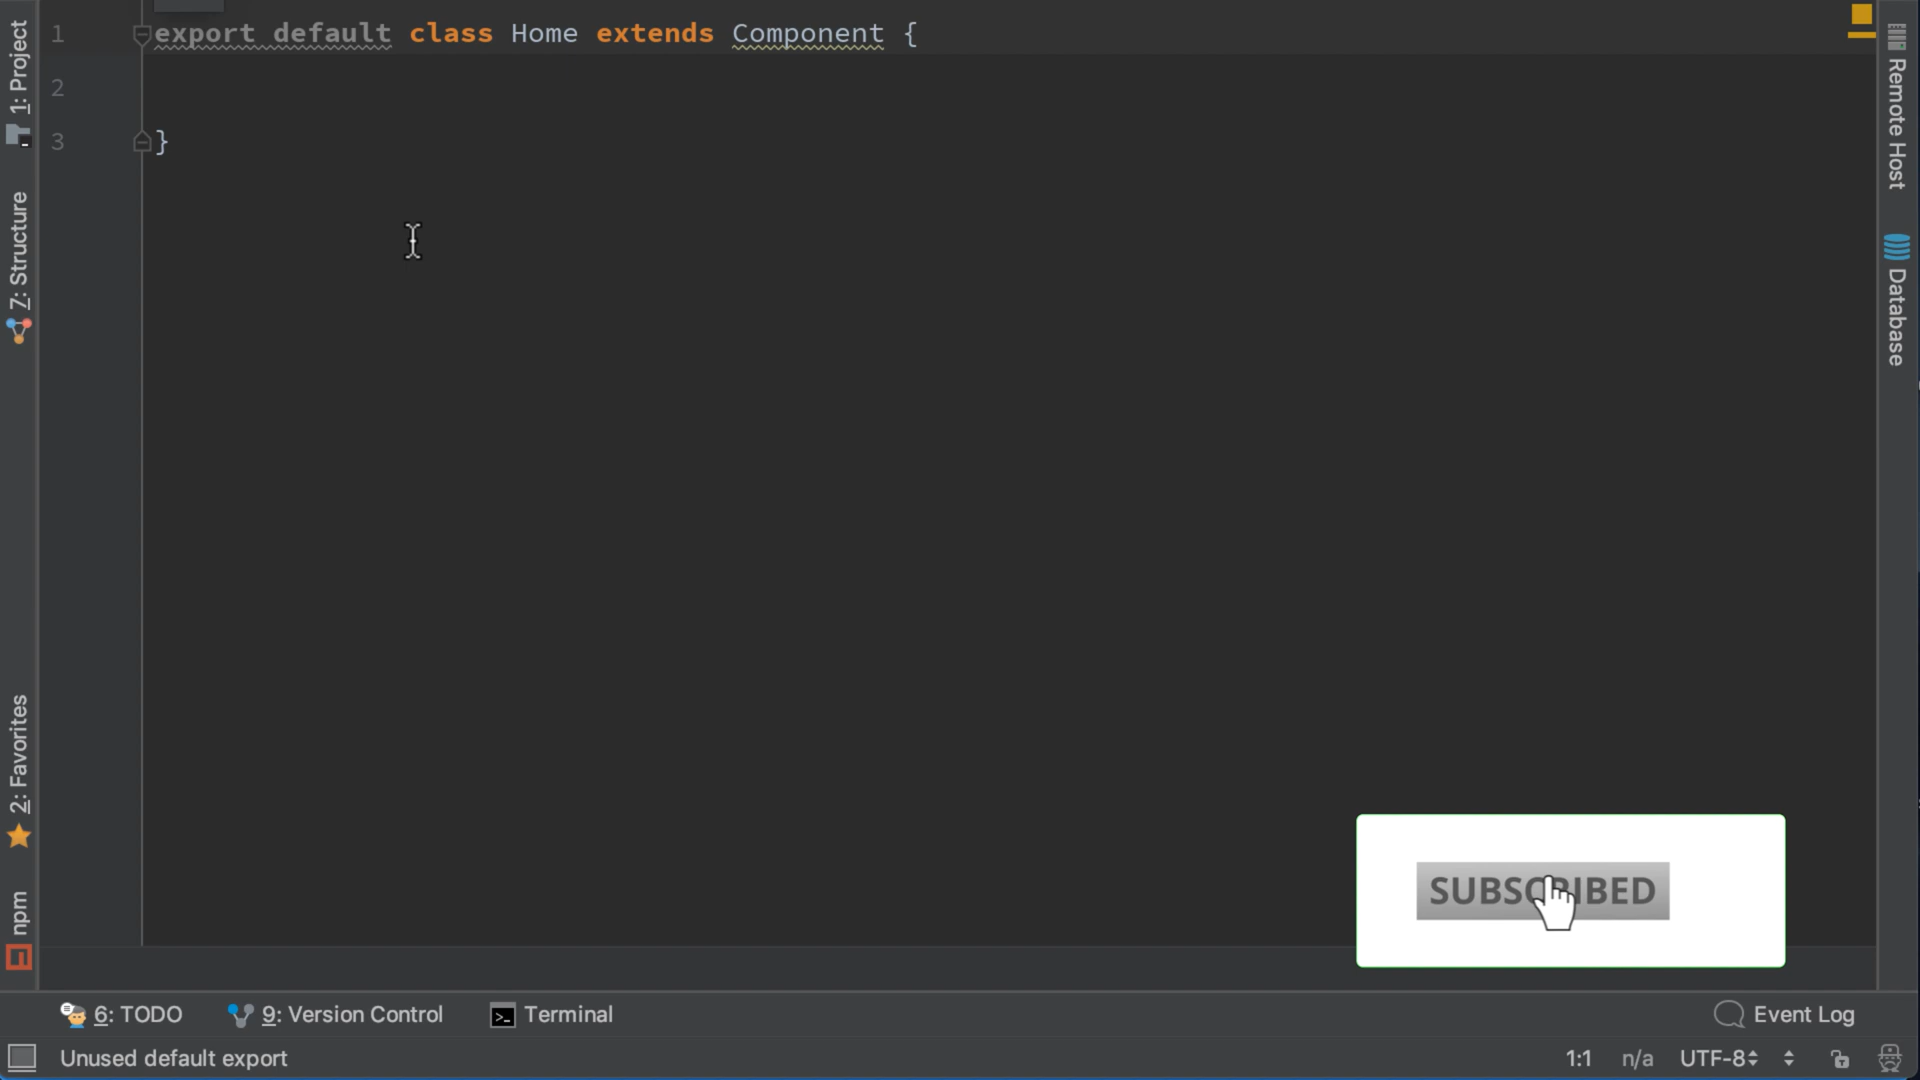 1 export default class Home extends Component {
2
3 }
1: Project
Z: Structure
2: Favorites
npm
Remote Host
Database
SUBSCRIBED
6: TODO 9: Version Control Terminal Event Log
Unused default export 1:1 n/a UTF-8